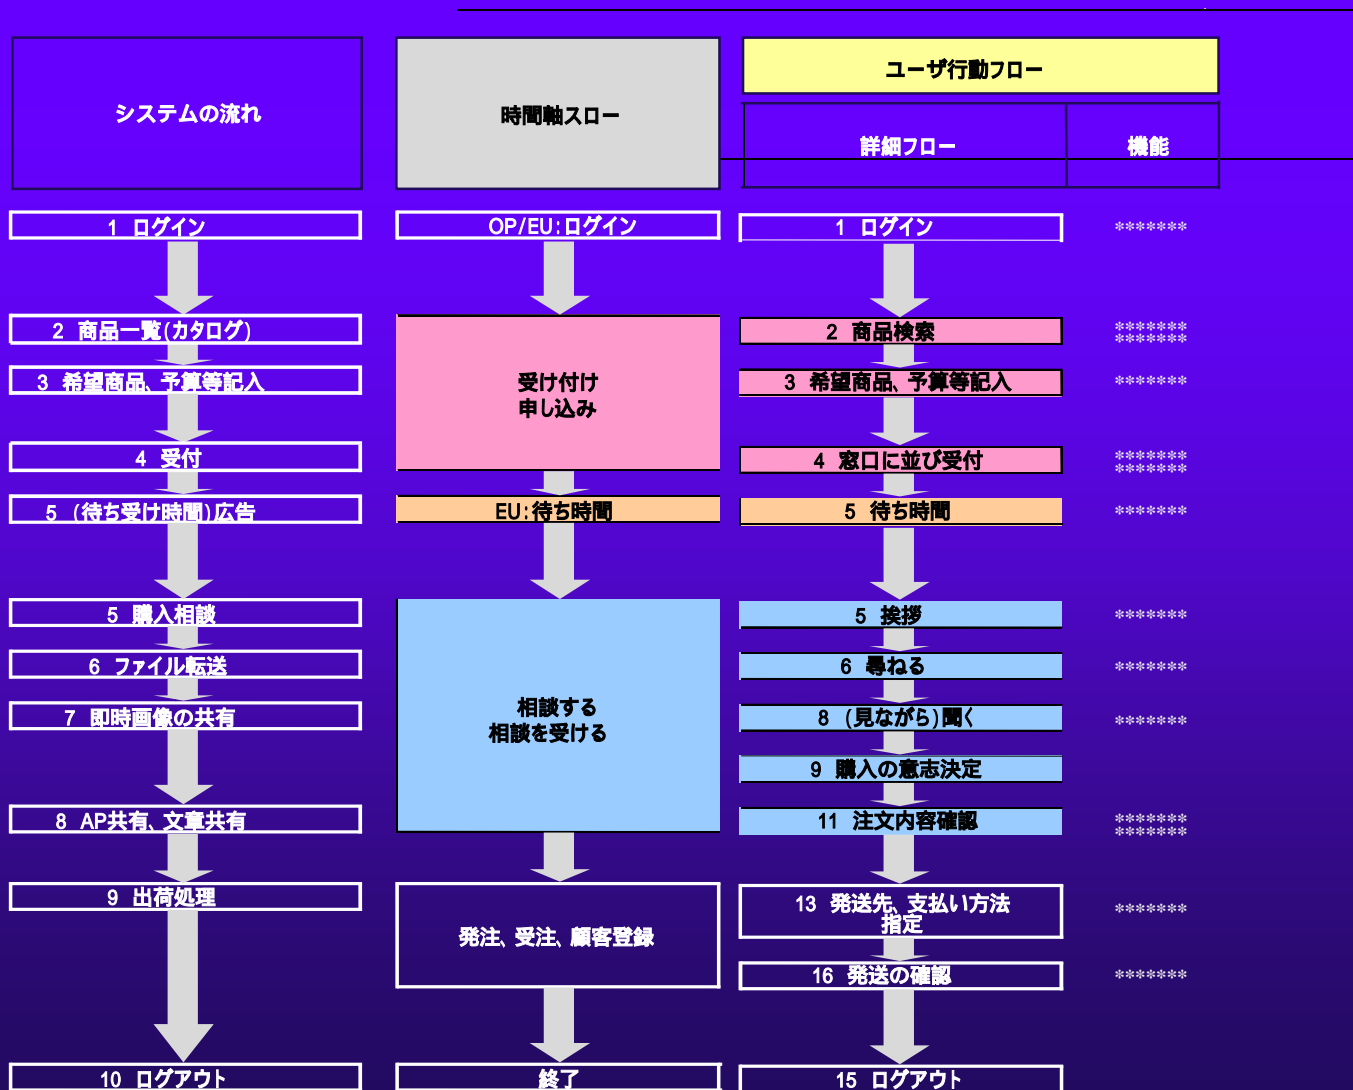 システムの流れ
時間軸スロー
ユーザ行動フロー
詳細フロー
機能
1 ログイン
OP/EU:ログイン
1 ログイン
*******
2 商品一覧(カタログ)
受け付け
申し込み
2 商品検索
*******
*******
3 希望商品、予算等記入
3 希望商品、予算等記入
*******
4 受付
4 窓口に並び受付
*******
*******
5 (待ち受け時間)広告
EU:待ち時間
5 待ち時間
*******
5 購入相談
相談する
相談を受ける
5 挨拶
*******
6 ファイル転送
6 尋ねる
*******
7 即時画像の共有
8 (見ながら)聞く
*******
9 購入の意志決定
8 AP共有、文章共有
11 注文内容確認
*******
*******
9 出荷処理
発注、受注、顧客登録
13 発送先、支払い方法
指定
*******
16 発送の確認
*******
10 ログアウト
終了
15 ログアウト